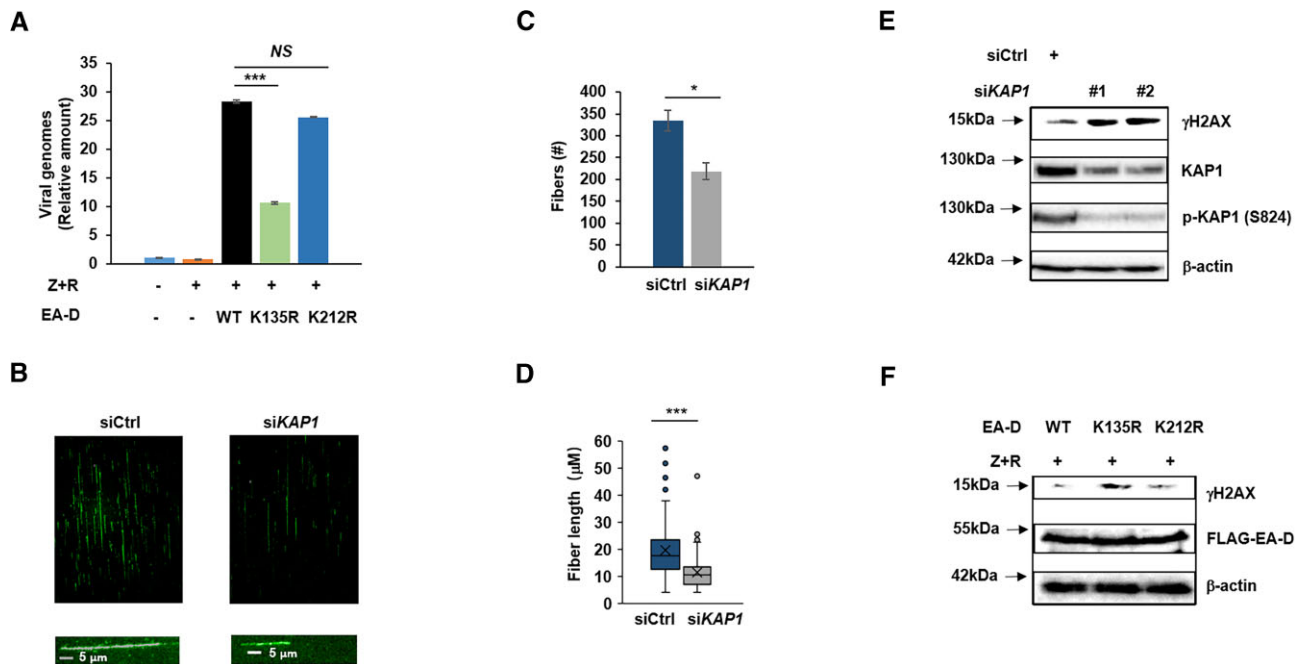 A
NS
***
35
30
25
20
15
10
5
0
Viral genomes
(Relative amount)
Z+R - + + + +
EA-D - - WT K135R K212R
B
siCtrl siKAP1
5 µm 5 µm
C
*
400
350
300
250
200
150
100
50
0
Fibers (#)
siCtrl siKAP1
D
***
60
50
40
30
20
10
0
Fiber length (µM)
siCtrl siKAP1
E
siCtrl +
siKAP1 #1 #2
15kDa γH2AX
130kDa KAP1
130kDa p-KAP1 (S824)
42kDa β-actin
F
EA-D WT K135R K212R
Z+R + + +
15kDa γH2AX
55kDa FLAG-EA-D
42kDa β-actin